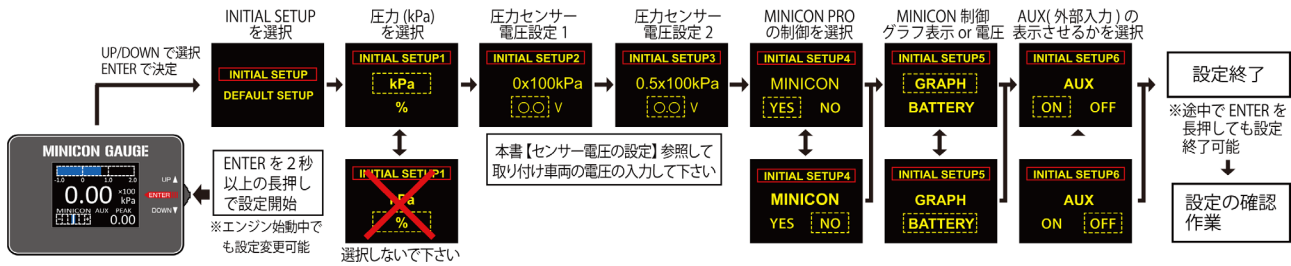 INITIAL SETUP
を選択
圧力 (kPa)
を選択
圧力センサー
電圧設定 1
圧力センサー
電圧設定 2
MINICON PRO
の制御を選択
MINICON 制御
グラフ表示 or 電圧
AUX( 外部入力 ) の
表示させるかを選択
UP/DOWN で選択
ENTER で決定
INITIAL SETUP
DEFAULT SETUP
INITIAL SETUP1
kPa
%
INITIAL SETUP2
0x100kPa
○.○ V
INITIAL SETUP3
0.5x100kPa
○.○ V
INITIAL SETUP4
MINICON
YES NO
INITIAL SETUP5
GRAPH
BATTERY
INITIAL SETUP6
AUX
ON OFF
設定終了
※途中で ENTER を
長押しても設定
終了可能
設定の確認
作業
MINICON GAUGE
-1.0 0 1.0 2.0
0.00 ×100
kPa
MINICON AUX PEAK
0.00
UP ▲
ENTER
DOWN ▼
ENTER を 2 秒
以上の長押し
で設定開始
※エンジン始動中で
も設定変更可能
INITIAL SETUP1
kPa
%
選択しないで下さい
本書【センサー電圧の設定】参照して
取り付け車両の電圧の入力して下さい
INITIAL SETUP4
MINICON
YES NO
INITIAL SETUP5
GRAPH
BATTERY
INITIAL SETUP6
AUX
ON OFF